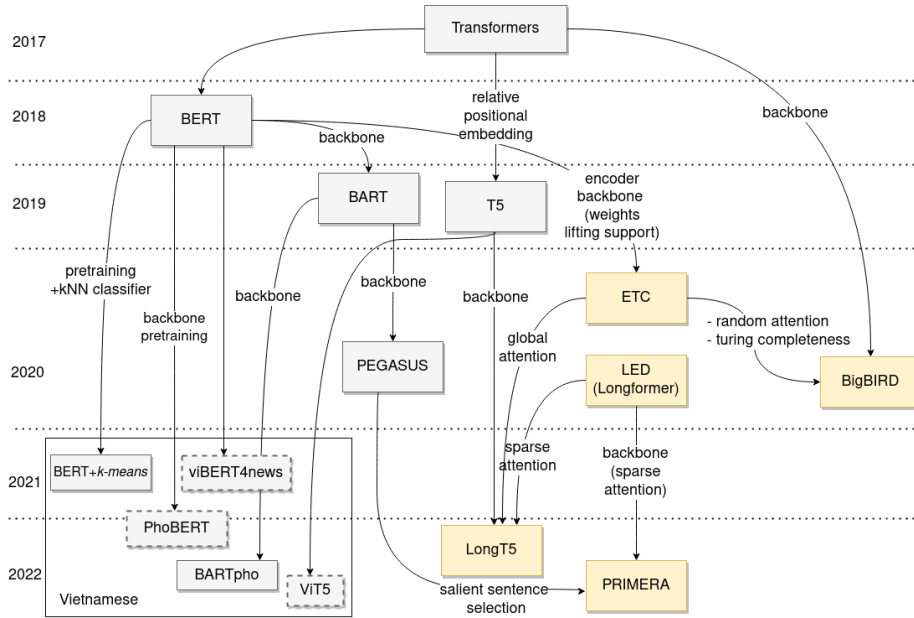 Transformers
2017
relative
positional
embedding
backbone
2018
BERT
backbone
encoder
backbone
(weights
lifting support)
2019
BART
T5
pretraining
+kNN classifier
backbone
pretraining
backbone
backbone
backbone
ETC
- random attention
- turing completeness
global
attention
2020
PEGASUS
LED
(Longformer)
BigBIRD
sparse
attention
backbone
(sparse
attention)
2021
BERT+k-means
viBERT4news
PhoBERT
2022
BARTpho
ViT5
LongT5
PRIMERA
salient sentence
selection
Vietnamese